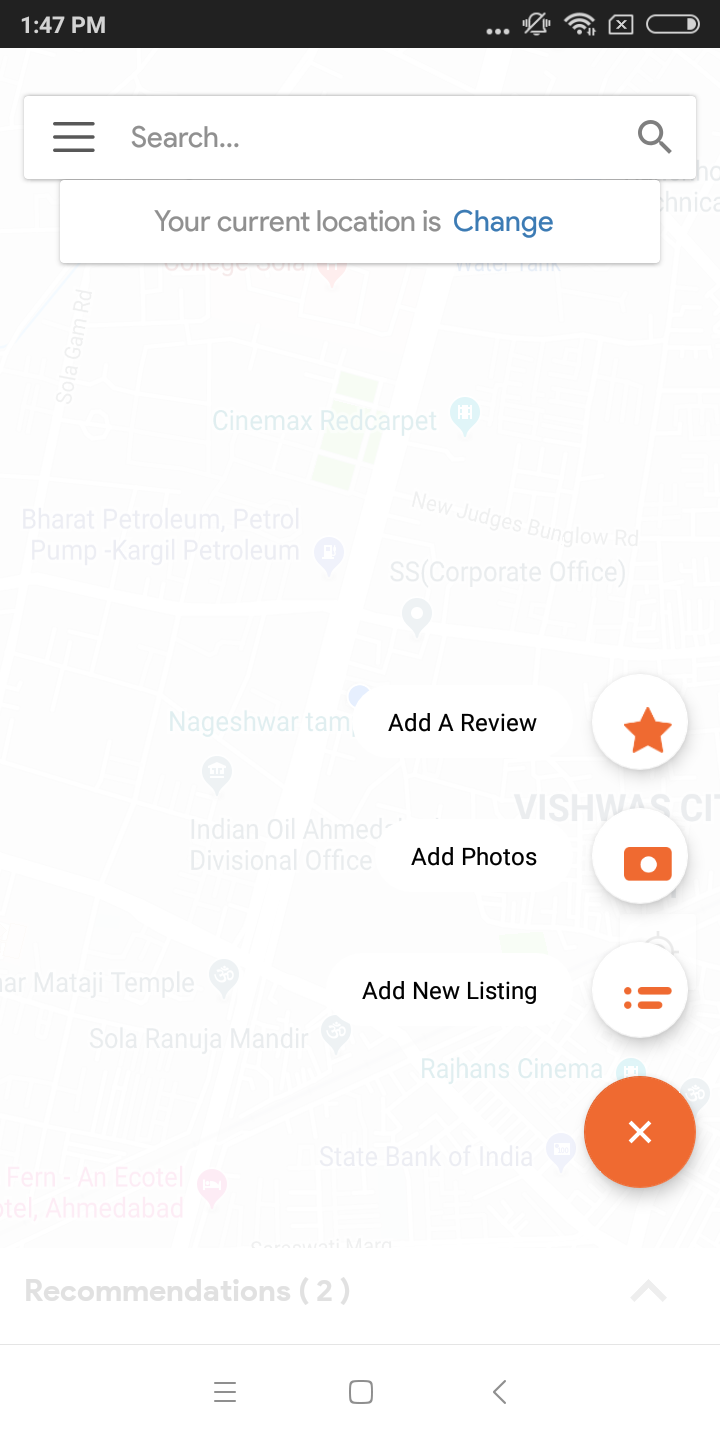 1:47 PM
Search...
Your current location is Change
College Sola
Water Tank
Sola Gam Rd
Cinemax Redcarpet
New Judges Bunglow Rd
Bharat Petroleum, Petrol
Pump -Kargil Petroleum
SS(Corporate Office)
Nageshwar tam
Add A Review
VISHWAS CIT
Indian Oil Ahmeda
Divisional Office
Add Photos
ar Mataji Temple
Add New Listing
Sola Ranuja Mandir
Rajhans Cinema
State Bank of India
Fern - An Ecotel
otel, Ahmedabad
Saraswati Marg
Recommendations ( 2 )